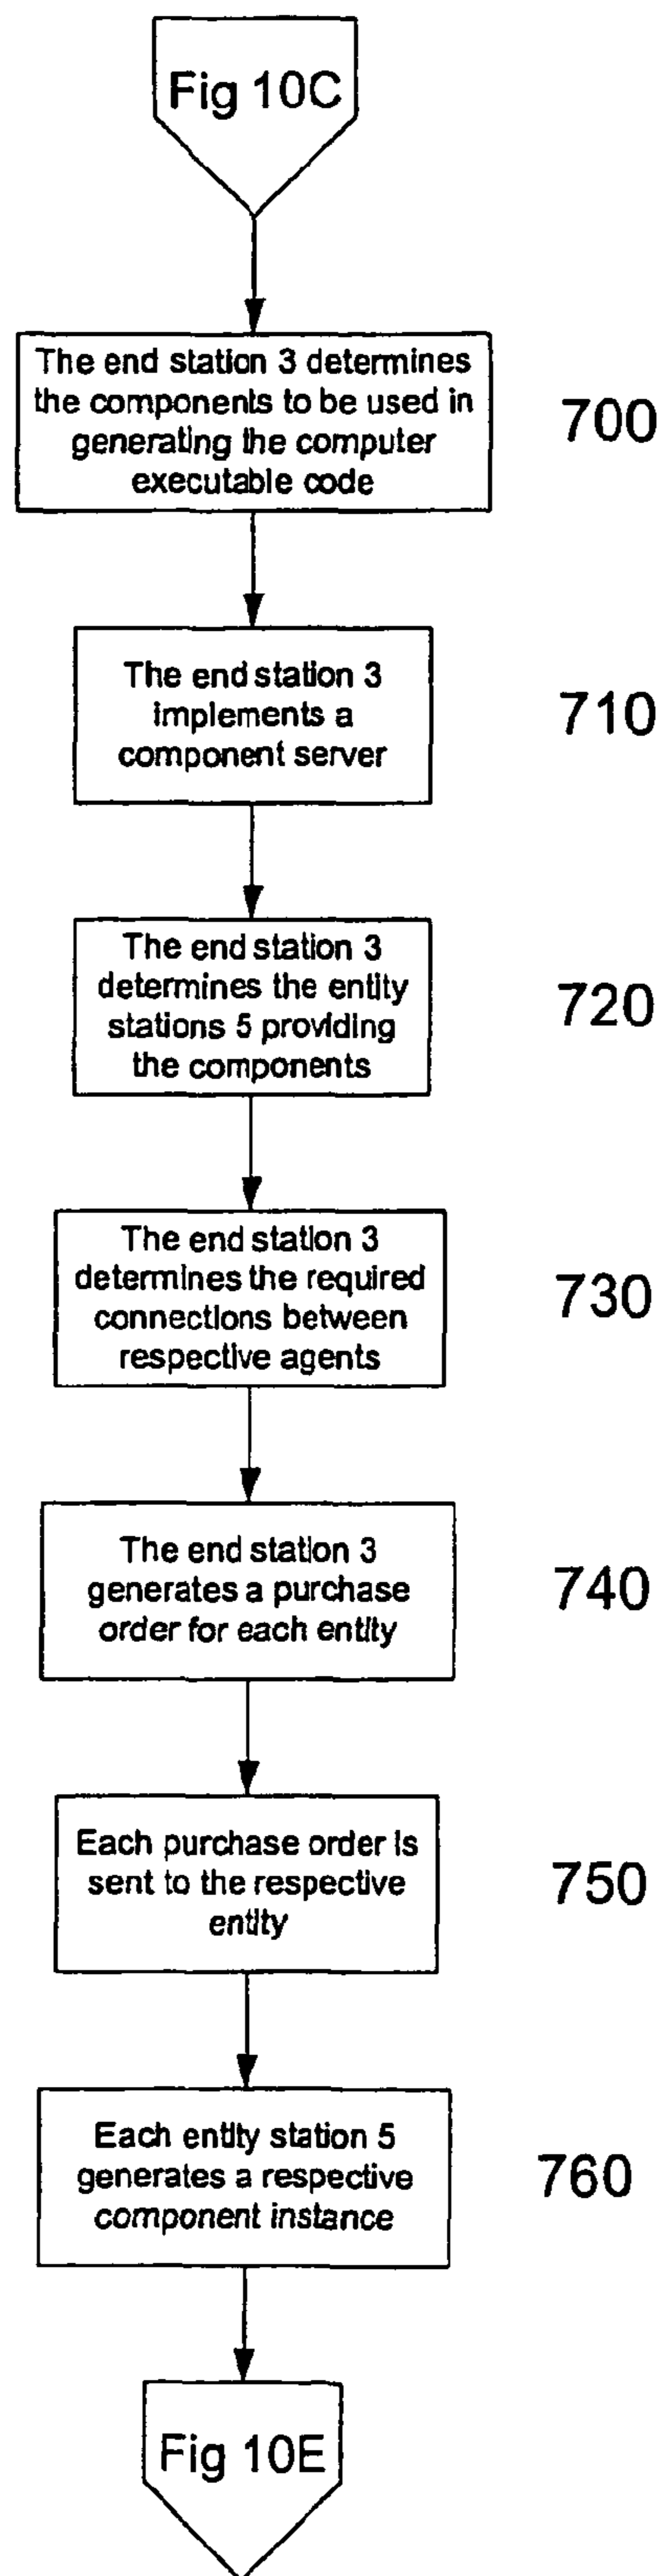 Fig 10C
The end station 3 determines
the components to be used in
generating the computer
executable code
700
The end station 3
implements a
component server
710
The end station 3
determines the entity
stations 5 providing
the components
720
The end station 3
determines the required
connections between
respective agents
730
The end station 3
generates a purchase
order for each entity
740
Each purchase order is
sent to the respective
entity
750
Each entity station 5
generates a respective
component instance
760
Fig 10E